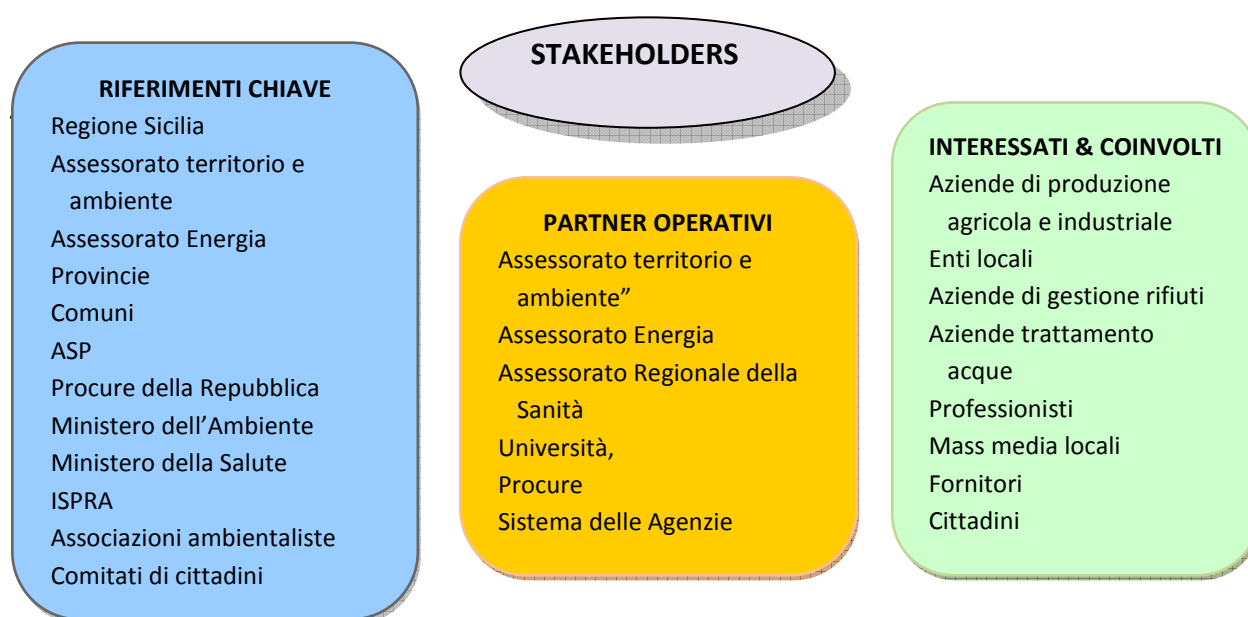 STAKEHOLDERS
RIFERIMENTI CHIAVE
Regione Sicilia
Assessorato territorio e
ambiente
Assessorato Energia
Provincie
Comuni
ASP
Procure della Repubblica
Ministero dell’Ambiente
Ministero della Salute
ISPRA
Associazioni ambientaliste
Comitati di cittadini
PARTNER OPERATIVI
Assessorato territorio e
ambiente”
Assessorato Energia
Assessorato Regionale della
Sanità
Università,
Procure
Sistema delle Agenzie
INTERESSATI & COINVOLTI
Aziende di produzione
agricola e industriale
Enti locali
Aziende di gestione rifiuti
Aziende trattamento
acque
Professionisti
Mass media locali
Fornitori
Cittadini